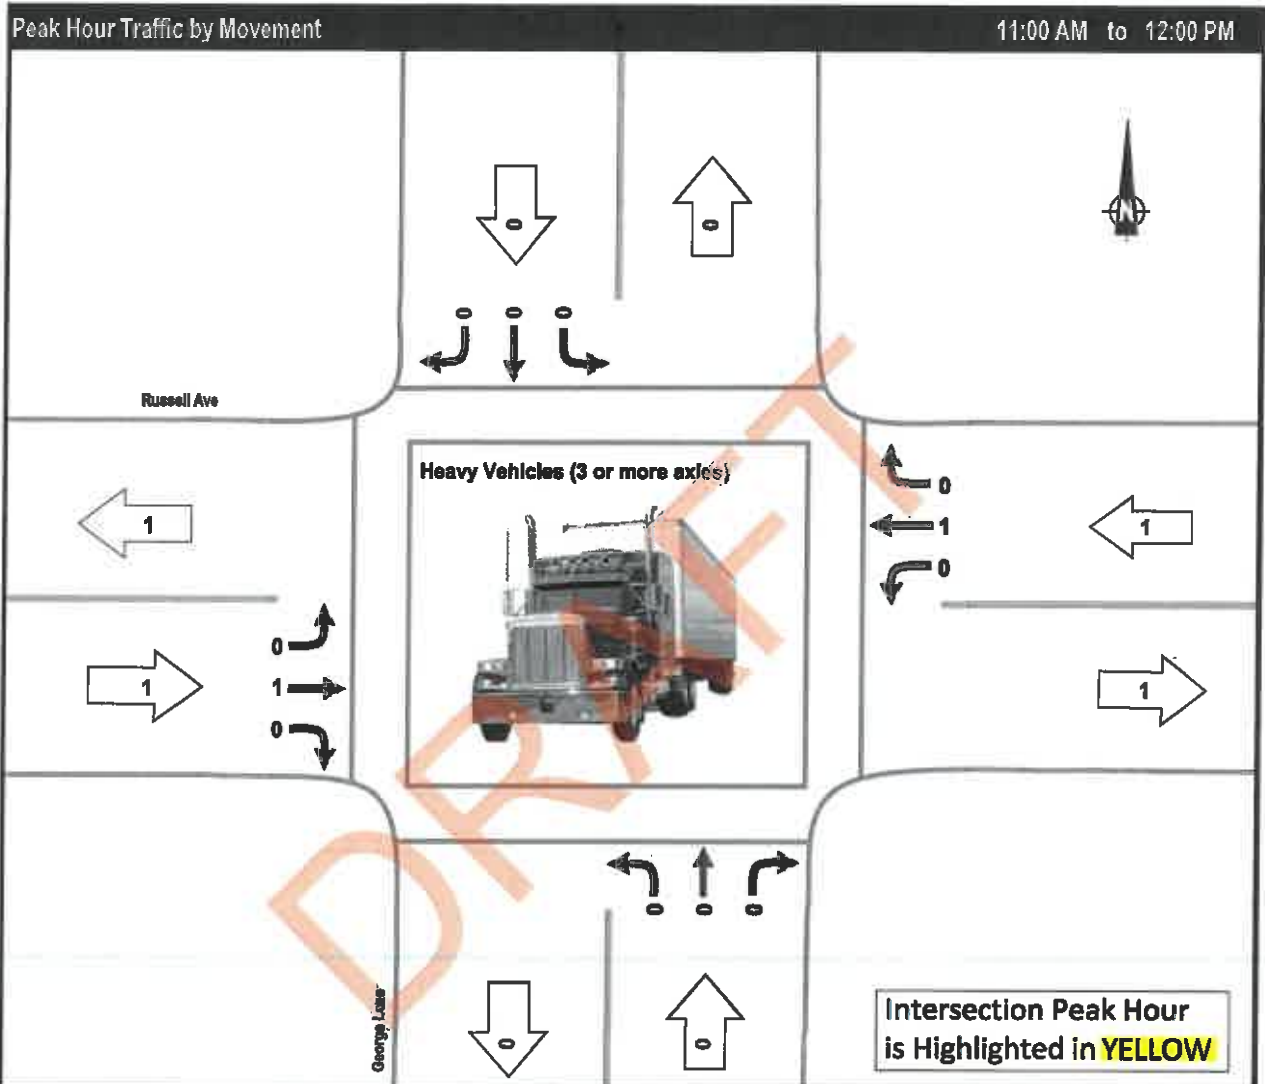 Peak Hour Traffic by Movement 11:00 AM to 12:00 PM
N
0 0
0 0 0
Russell Ave
Heavy Vehicles (3 or more axles)
0
1 1 1
0
0
1 1 1
0
DRAFT
0 0 0
George Lane
0 0
Intersection Peak Hour
is Highlighted in YELLOW